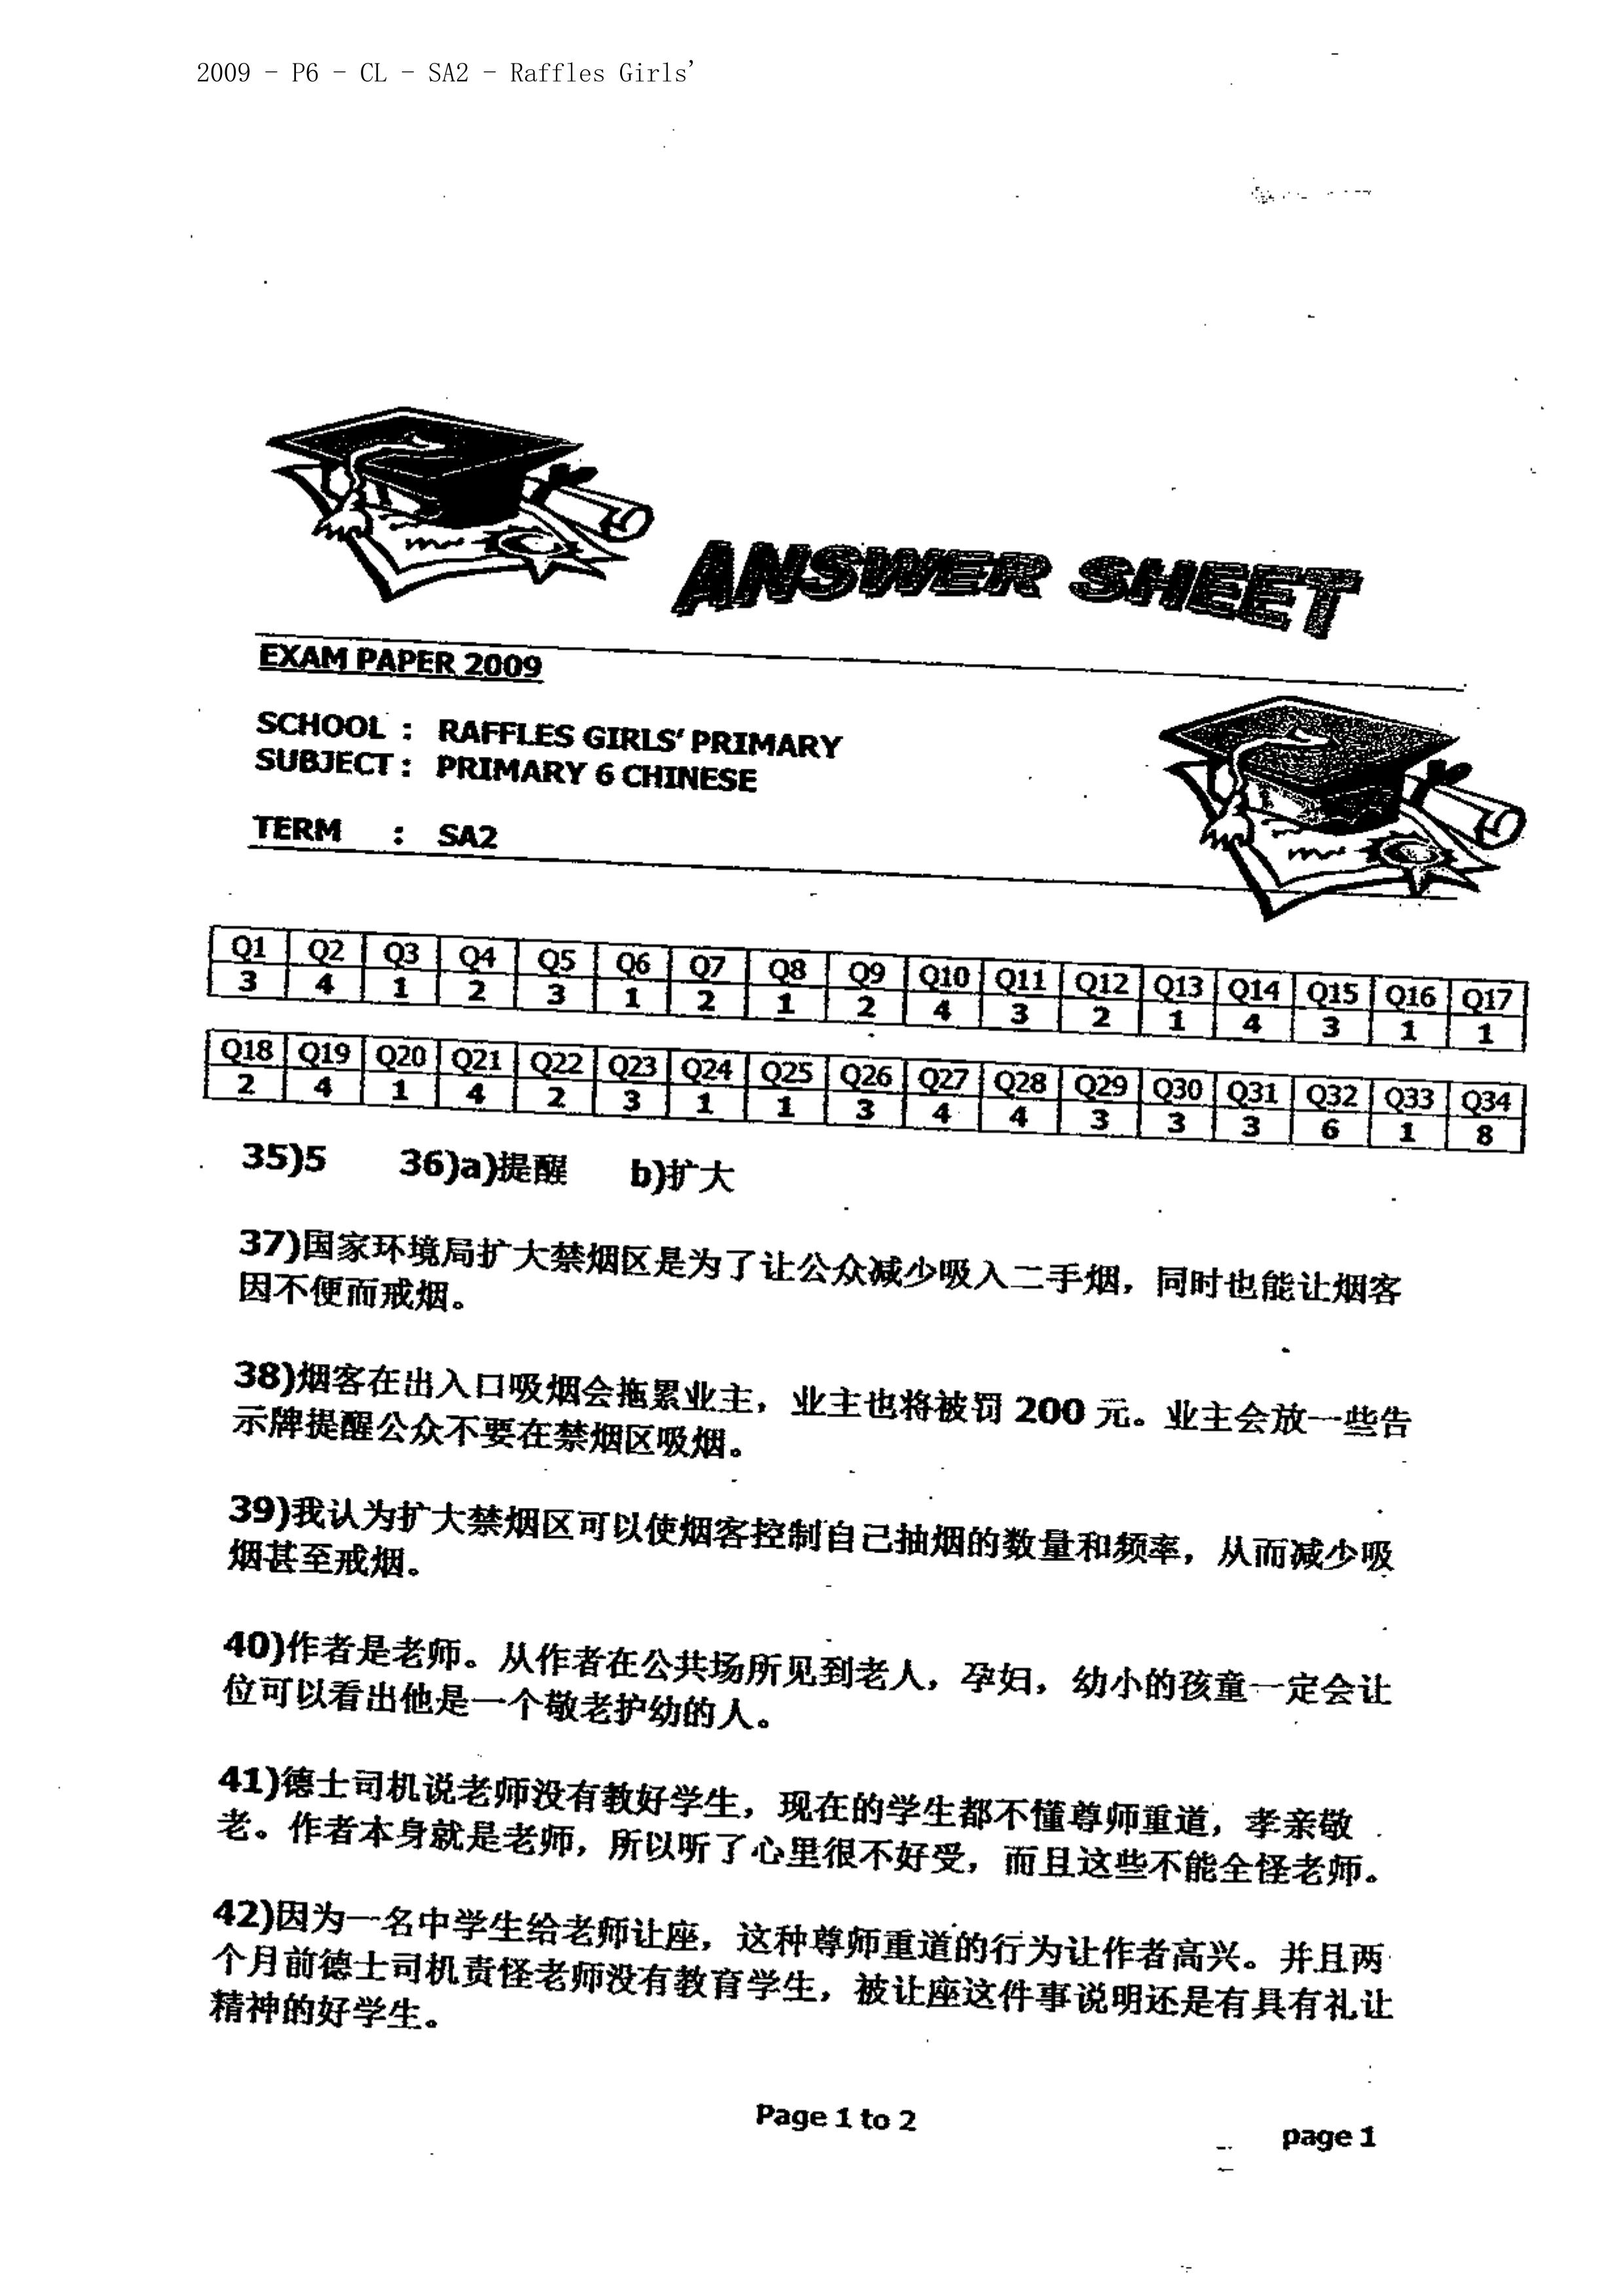 2009 - P6 - CL - SA2 - Raffles Girls'
ANSWER SHEET
EXAM PAPER 2009
SCHOOL : RAFFLES GIRLS' PRIMARY
SUBJECT : PRIMARY 6 CHINESE
TERM : SA2
Q1 Q2 Q3 Q4 Q5 Q6 Q7 Q8 Q9 Q10 Q11 Q12 Q13 Q14 Q15 Q16 Q17
3 4 1 2 3 1 2 1 2 4 3 2 1 4 3 1 1
Q18 Q19 Q20 Q21 Q22 Q23 Q24 Q25 Q26 Q27 Q28 Q29 Q30 Q31 Q32 Q33 Q34
2 4 1 4 2 3 1 1 3 4 4 3 3 3 6 1 8
35)5 36)a)提醒 b)扩大
37)国家环境局扩大禁烟区是为了让公众减少吸入二手烟，同时也能让烟客
因不便而戒烟。
38)烟客在出入口吸烟会拖累业主，业主也将被罚 200 元。业主会放一些告
示牌提醒公众不要在禁烟区吸烟。
39)我认为扩大禁烟区可以使烟客控制自己抽烟的数量和频率，从而减少吸
烟甚至戒烟。
40)作者是老师。从作者在公共场所见到老人，孕妇，幼小的孩童一定会让
位可以看出他是一个敬老护幼的人。
41)德士司机说老师没有教好学生，现在的学生都不懂尊师重道，孝亲敬
老。作者本身就是老师，所以听了心里很不好受，而且这些不能全怪老师。
42)因为一名中学生给老师让座，这种尊师重道的行为让作者高兴。并且两
个月前德士司机责怪老师没有教育学生，被让座这件事说明还是有具有礼让
精神的好学生。
Page 1 to 2
page 1